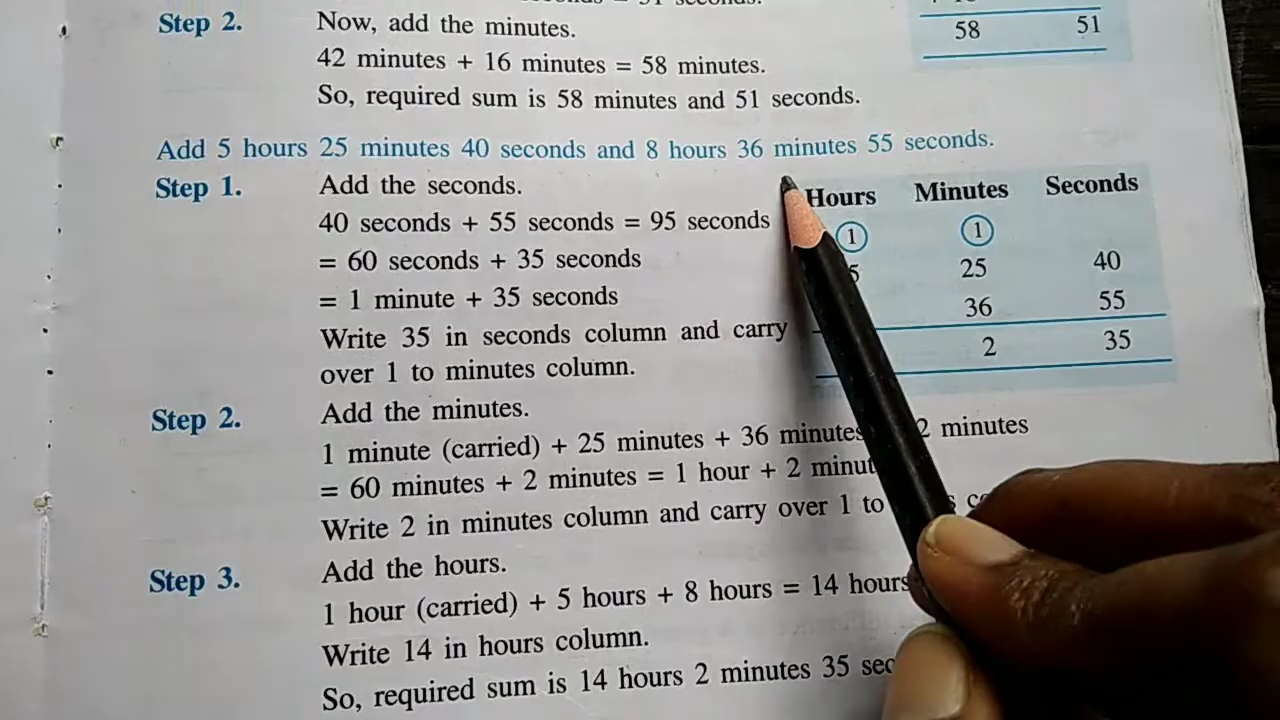 Step 2. Now, add the minutes.
42 minutes + 16 minutes = 58 minutes.
So, required sum is 58 minutes and 51 seconds.
58 51
Add 5 hours 25 minutes 40 seconds and 8 hours 36 minutes 55 seconds.
Step 1. Add the seconds.
40 seconds + 55 seconds = 95 seconds
= 60 seconds + 35 seconds
= 1 minute + 35 seconds
Write 35 in seconds column and carry
over 1 to minutes column.
Hours Minutes Seconds
1 1
5 25 40
36 55
2 35
Step 2. Add the minutes.
1 minute (carried) + 25 minutes + 36 minutes 2 minutes
= 60 minutes + 2 minutes = 1 hour + 2
Write 2 in minutes column and carry over 1 to
Step 3. Add the hours.
1 hour (carried) + 5 hours + 8 hours = 14 hours
Write 14 in hours column.
So, required sum is 14 hours 2 minutes 35